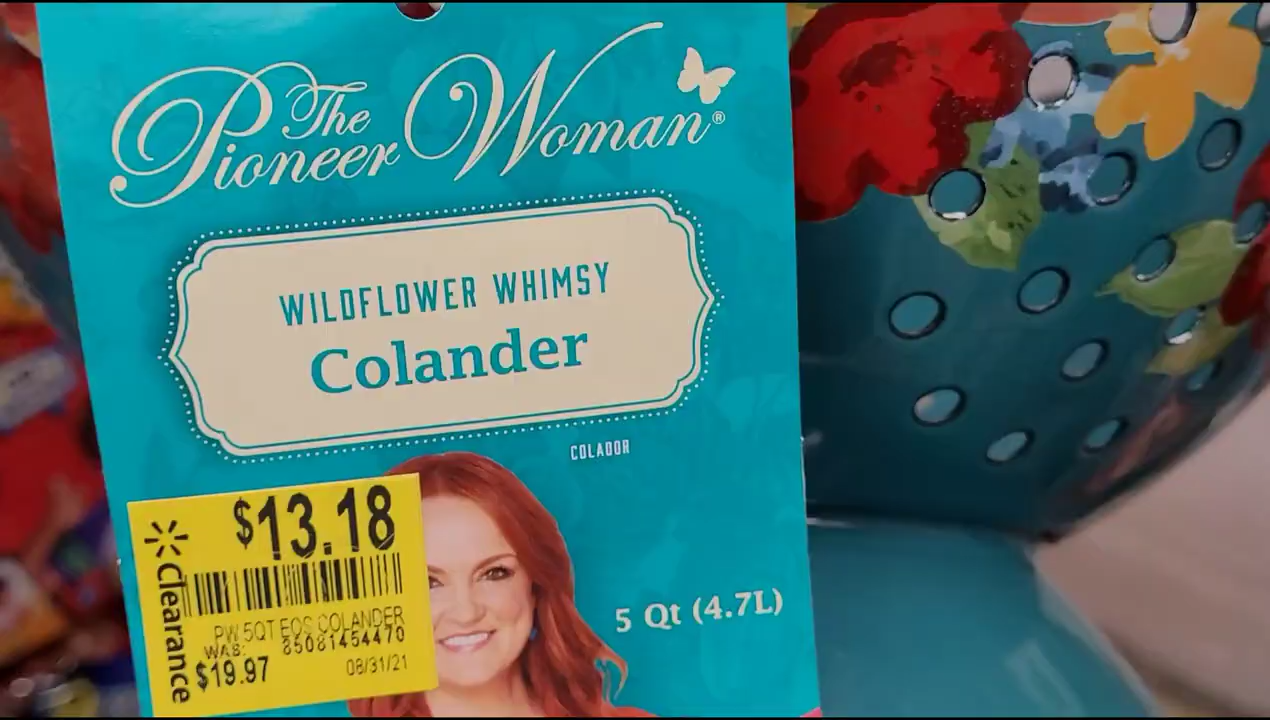 The
Pioneer Woman®
WILDFLOWER WHIMSY
Colander
COLADOR
5 Qt (4.7L)
Clearance
$13.18
PW 5QT EOS COLANDER
WAS: 85081454470
$19.97 08/31/21